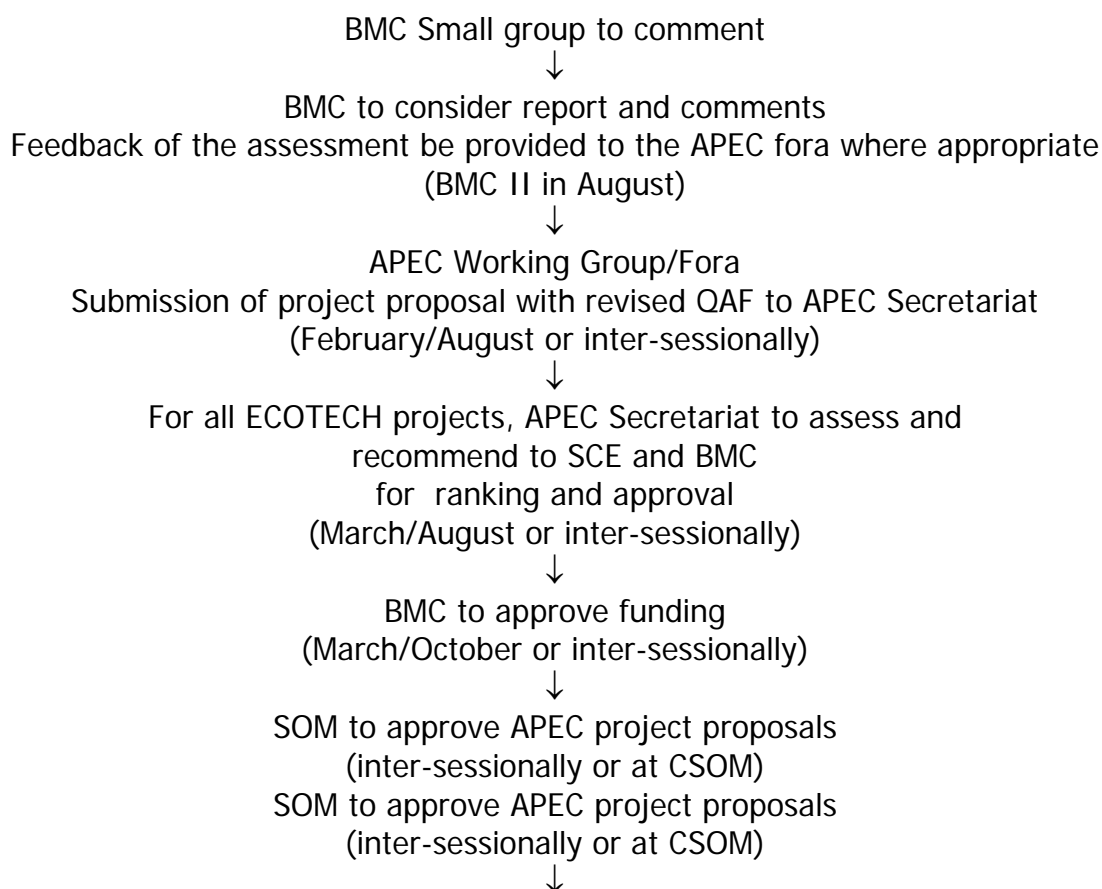 BMC Small group to comment
↓
BMC to consider report and comments
Feedback of the assessment be provided to the APEC fora where appropriate
(BMC II in August)
↓
APEC Working Group/Fora
Submission of project proposal with revised QAF to APEC Secretariat
(February/August or inter-sessionally)
↓
For all ECOTECH projects, APEC Secretariat to assess and
recommend to SCE and BMC
for  ranking and approval
(March/August or inter-sessionally)
↓
BMC to approve funding
(March/October or inter-sessionally)
↓
SOM to approve APEC project proposals
(inter-sessionally or at CSOM)
SOM to approve APEC project proposals
(inter-sessionally or at CSOM)
↓